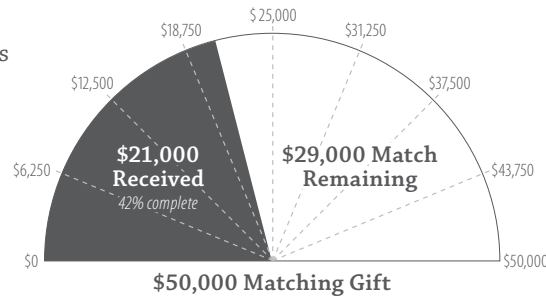 $25,000
$18,750
$31,250
s
$12,500
$37,500
$21,000
Received
42% complete
$29,000 Match
Remaining
$6,250
$43,750
$0
$50,000
$50,000 Matching Gift